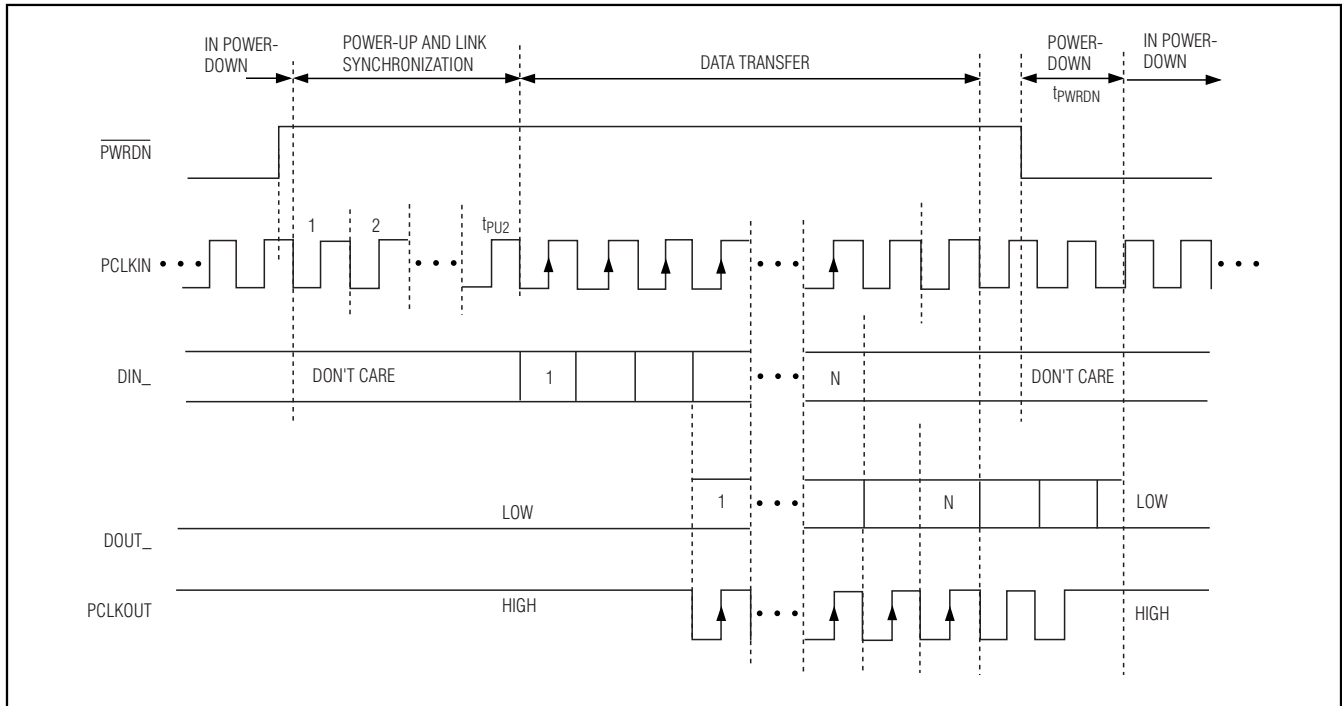 IN POWER-
DOWN
POWER-UP AND LINK
SYNCHRONIZATION
DATA TRANSFER
POWER-
DOWN
tPWRDN
IN POWER-
DOWN
PWRDN
1
2
tPU2
PCLKIN
DIN_
DON'T CARE
1
N
DON'T CARE
DOUT_
LOW
1
N
LOW
PCLKOUT
HIGH
HIGH